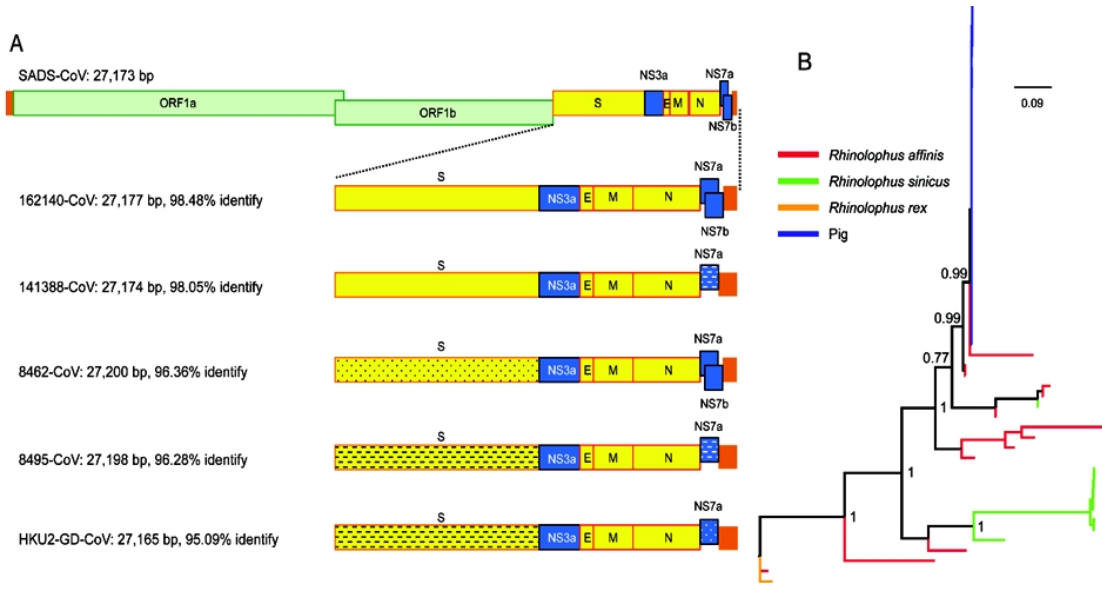 A
SADS-CoV: 27,173 bp
ORF1a
ORF1b
S
NS3a
E
M
N
NS7a
NS7b
162140-CoV: 27,177 bp, 98.48% identify
S
NS3a
E
M
N
NS7a
NS7b
141388-CoV: 27,174 bp, 98.05% identify
S
NS3a
E
M
N
NS7a
8462-CoV: 27,200 bp, 96.36% identify
S
NS3a
E
M
N
NS7a
NS7b
8495-CoV: 27,198 bp, 96.28% identify
S
NS3a
E
M
N
NS7a
HKU2-GD-CoV: 27,165 bp, 95.09% identify
S
NS3a
E
M
N
NS7a
B
0.09
Rhinolophus affinis
Rhinolophus sinicus
Rhinolophus rex
Pig
0.99
0.99
0.77
1
1
1
1